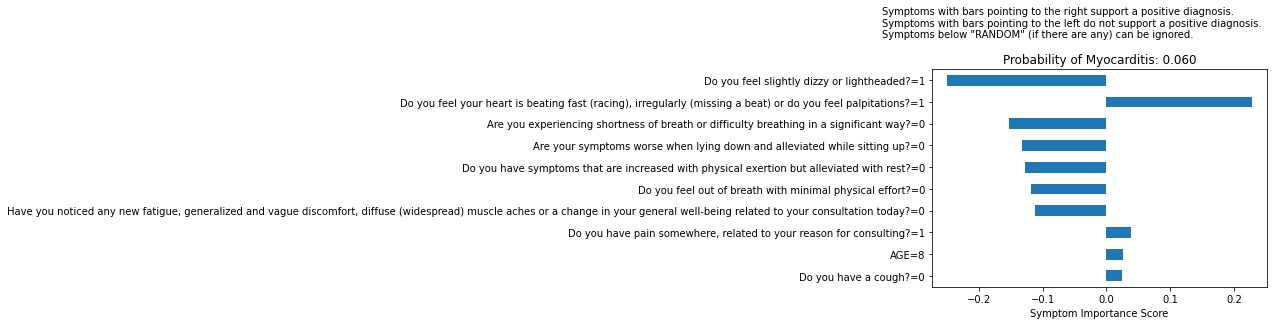 Symptoms with bars pointing to the right support a positive diagnosis.
Symptoms with bars pointing to the left do not support a positive diagnosis.
Symptoms below "RANDOM" (if there are any) can be ignored.
Probability of Myocarditis: 0.060
Do you feel slightly dizzy or lightheaded?=1
Do you feel your heart is beating fast (racing), irregularly (missing a beat) or do you feel palpitations?=1
Are you experiencing shortness of breath or difficulty breathing in a significant way?=0
Are your symptoms worse when lying down and alleviated while sitting up?=0
Do you have symptoms that are increased with physical exertion but alleviated with rest?=0
Do you feel out of breath with minimal physical effort?=0
Have you noticed any new fatigue, generalized and vague discomfort, diffuse (widespread) muscle aches or a change in your general well-being related to your consultation today?=0
Do you have pain somewhere, related to your reason for consulting?=1
AGE=8
Do you have a cough?=0
−0.2 −0.1 0.0 0.1 0.2
Symptom Importance Score